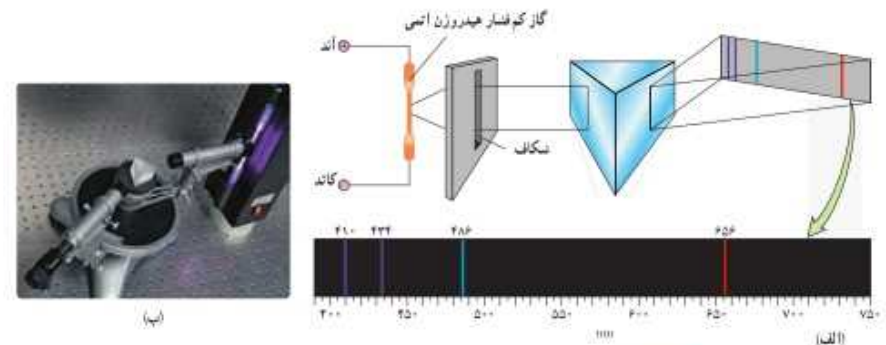 گاز کم فشار هیدروژن اتمی
آند
شکاف
کاتد
۴۱۰ ۴۳۴ ۴۸۶ ۶۵۶
۴۰۰ ۴۵۰ ۵۰۰ ۵۵۰ ۶۰۰ ۶۵۰ ۷۰۰ ۷۵۰
(الف)
(ب)